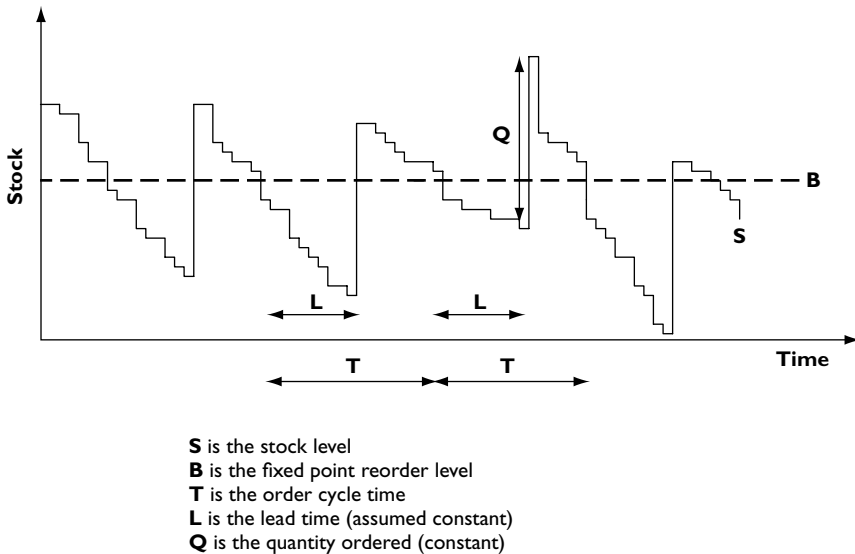 Stock
Q
B
S
L
L
Time
T
T
S is the stock level
B is the fixed point reorder level
T is the order cycle time
L is the lead time (assumed constant)
Q is the quantity ordered (constant)